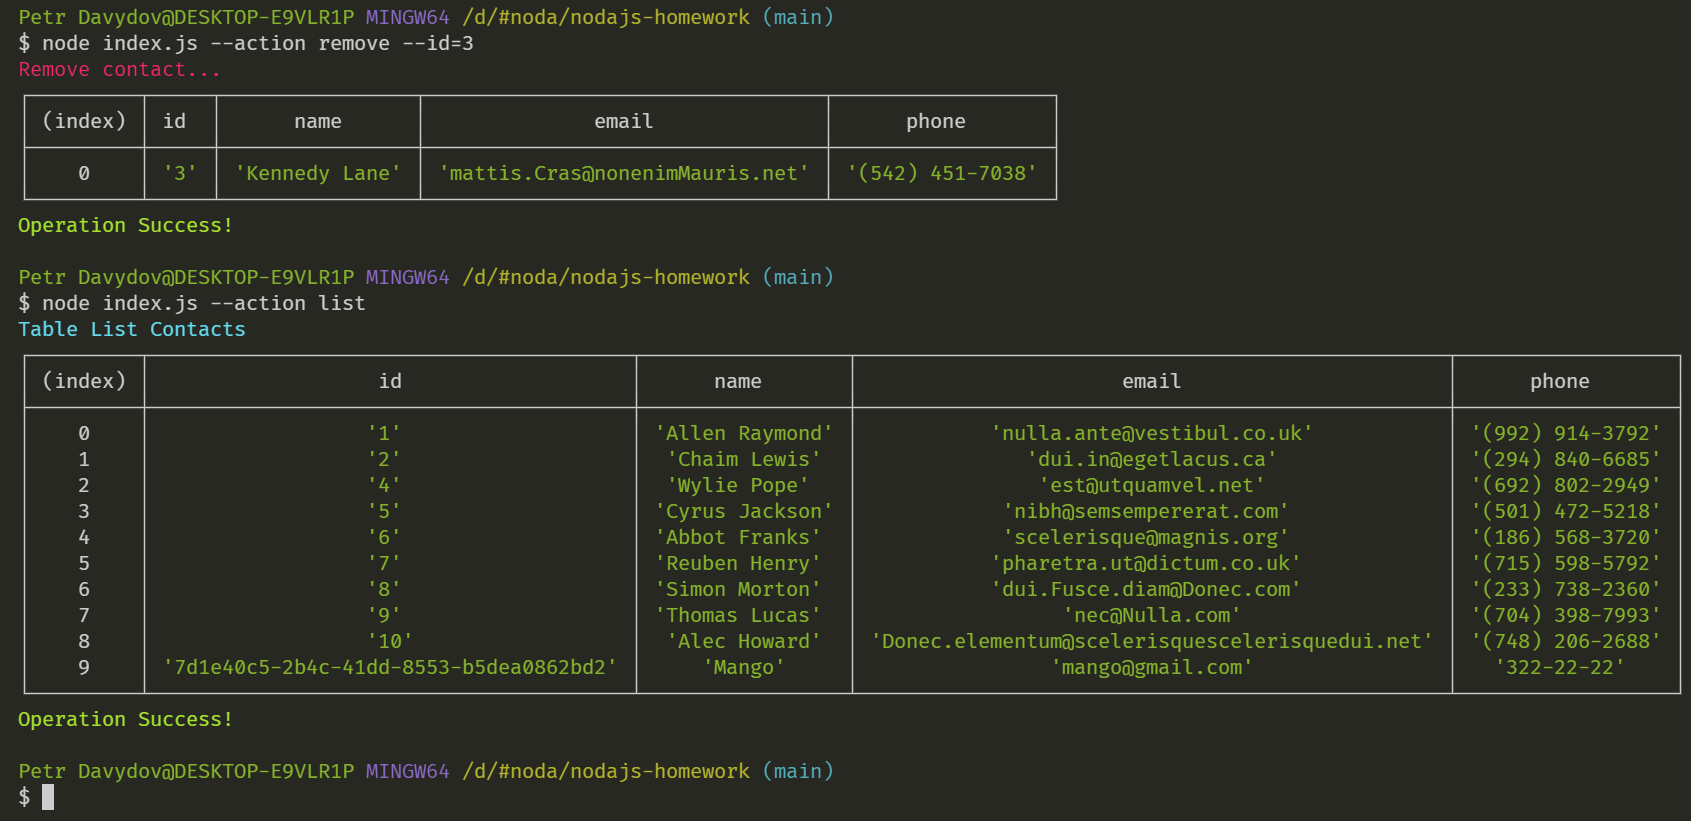 Petr Davydov@DESKTOP-E9VLR1P MINGW64 /d/#noda/nodajs-homework (main)
$ node index.js --action remove --id=3
Remove contact...
(index) id name email phone
0 '3' 'Kennedy Lane' 'mattis.Cras@nonenimMauris.net' '(542) 451-7038'
Operation Success!
Petr Davydov@DESKTOP-E9VLR1P MINGW64 /d/#noda/nodajs-homework (main)
$ node index.js --action list
Table List Contacts
(index) id name email phone
0 '1' 'Allen Raymond' 'nulla.ante@vestibul.co.uk' '(992) 914-3792'
1 '2' 'Chaim Lewis' 'dui.in@egetlacus.ca' '(294) 840-6685'
2 '4' 'Wylie Pope' 'est@utquamvel.net' '(692) 802-2949'
3 '5' 'Cyrus Jackson' 'nibh@semsempererat.com' '(501) 472-5218'
4 '6' 'Abbot Franks' 'scelerisque@magnis.org' '(186) 568-3720'
5 '7' 'Reuben Henry' 'pharetra.ut@dictum.co.uk' '(715) 598-5792'
6 '8' 'Simon Morton' 'dui.Fusce.diam@Donec.com' '(233) 738-2360'
7 '9' 'Thomas Lucas' 'nec@Nulla.com' '(704) 398-7993'
8 '10' 'Alec Howard' 'Donec.elementum@scelerisquescelerisquedui.net' '(748) 206-2688'
9 '7d1e40c5-2b4c-41dd-8553-b5dea0862bd2' 'Mango' 'mango@gmail.com' '322-22-22'
Operation Success!
Petr Davydov@DESKTOP-E9VLR1P MINGW64 /d/#noda/nodajs-homework (main)
$